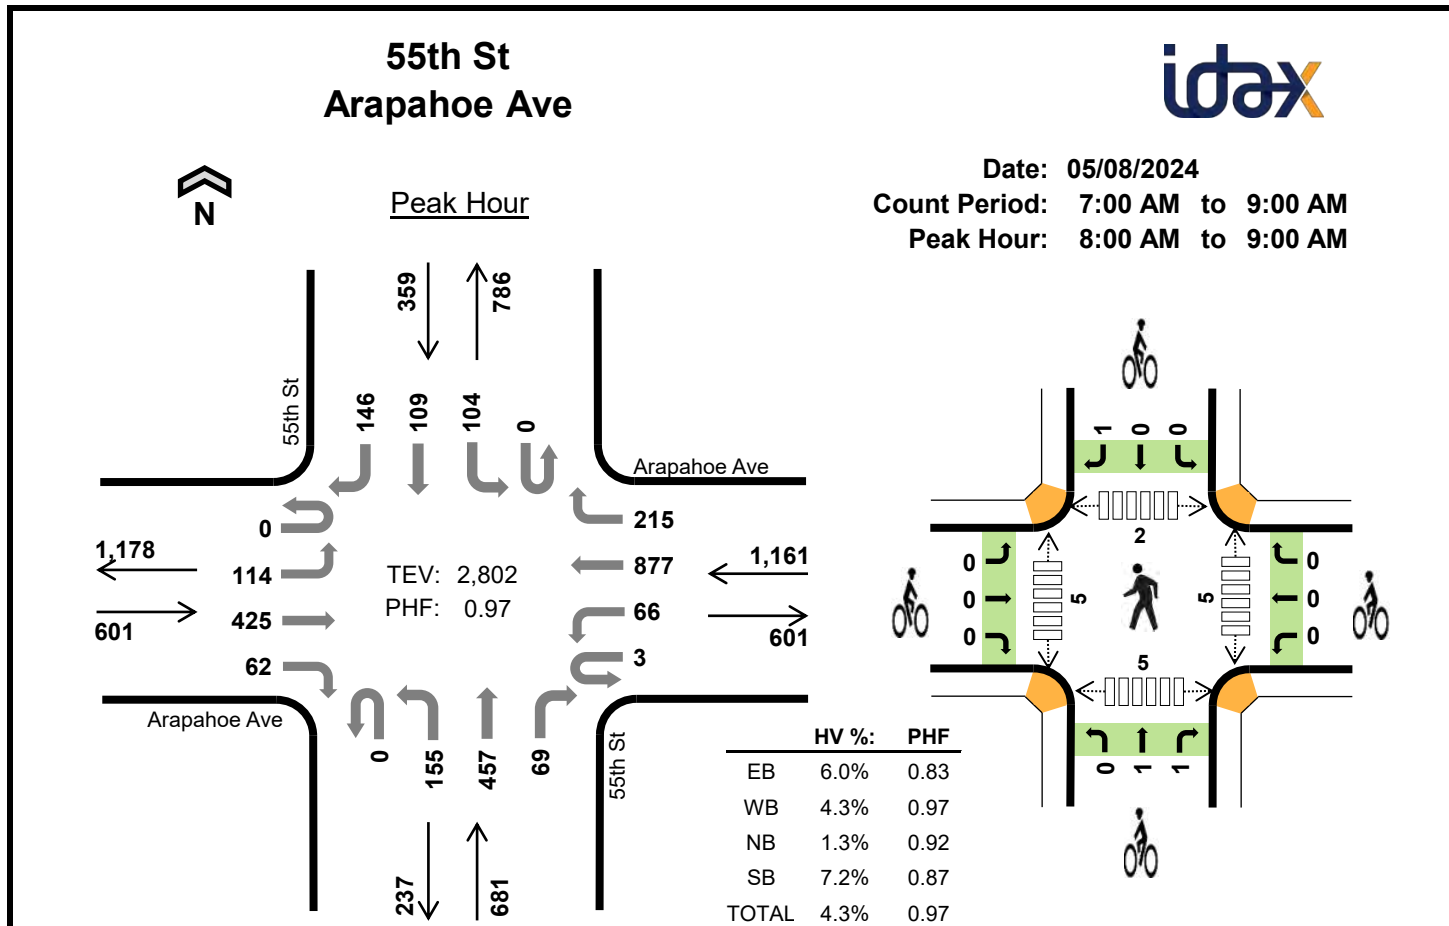 55th St
Arapahoe Ave
idax
Date: 05/08/2024
Count Period: 7:00 AM to 9:00 AM
Peak Hour: 8:00 AM to 9:00 AM
N
Peak Hour
359
786
55th St
146
109
104
0
Arapahoe Ave
0
114
425
62
1,178
601
TEV: 2,802
PHF: 0.97
215
877
66
3
1,161
601
Arapahoe Ave
0
155
457
69
55th St
237
681
HV %: PHF
EB 6.0% 0.83
WB 4.3% 0.97
NB 1.3% 0.92
SB 7.2% 0.87
TOTAL 4.3% 0.97
1 0 0
2
0
0
0
5
5
0
0
0
5
0 1 1